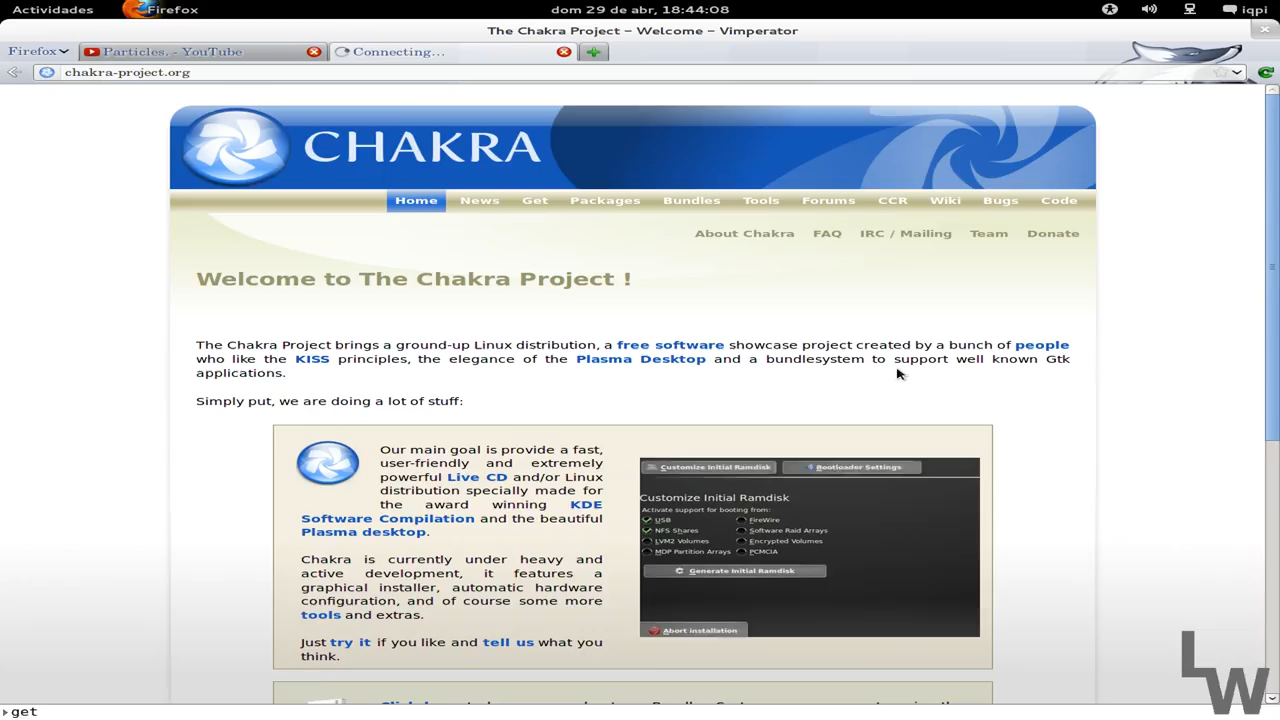 Actividades Firefox dom 29 de abr, 18:44:08 iqpi
The Chakra Project – Welcome – Vimperator
Firefox Particles. - YouTube Connecting...
chakra-project.org
CHAKRA
Home News Get Packages Bundles Tools Forums CCR Wiki Bugs Code
About Chakra FAQ IRC / Mailing Team Donate
Welcome to The Chakra Project !
The Chakra Project brings a ground-up Linux distribution, a free software showcase project created by a bunch of people
who like the KISS principles, the elegance of the Plasma Desktop and a bundlesystem to support well known Gtk
applications.
Simply put, we are doing a lot of stuff:
Our main goal is provide a fast,
user-friendly and extremely
powerful Live CD and/or Linux
distribution specially made for
the award winning KDE
Software Compilation and the beautiful
Plasma desktop.
Chakra is currently under heavy and
active development, it features a
graphical installer, automatic hardware
configuration, and of course some more
tools and extras.
Just try it if you like and tell us what you
think.
Customize Initial Ramdisk Bootloader Settings
Customize Initial Ramdisk
Activate support for booting from:
USB FireWire
NFS Shares Software Raid Arrays
LVM2 Volumes Encrypted Volumes
MDP Partition Arrays PCMCIA
Generate Initial Ramdisk
Abort installation
LW
get